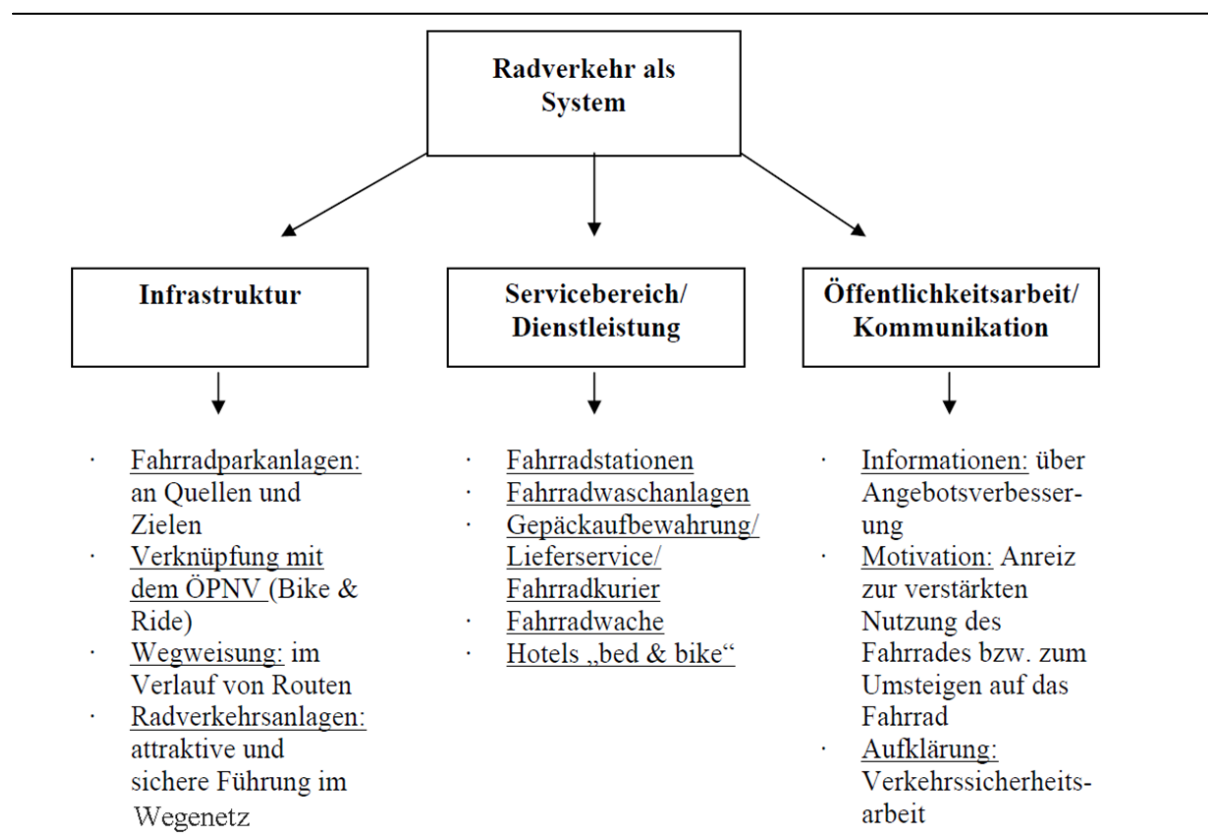 Radverkehr als
System
Infrastruktur
Servicebereich/
Dienstleistung
Öffentlichkeitsarbeit/
Kommunikation
· Fahrradparkanlagen:
an Quellen und
Zielen
· Verknüpfung mit
dem ÖPNV (Bike &
Ride)
· Wegweisung: im
Verlauf von Routen
· Radverkehrsanlagen:
attraktive und
sichere Führung im
Wegenetz
· Fahrradstationen
· Fahrradwaschanlagen
· Gepäckaufbewahrung/
Lieferservice/
Fahrradkurier
· Fahrradwache
· Hotels „bed & bike“
· Informationen: über
Angebotsverbesser-
ung
· Motivation: Anreiz
zur verstärkten
Nutzung des
Fahrrades bzw. zum
Umsteigen auf das
Fahrrad
· Aufklärung:
Verkehrssicherheits-
arbeit